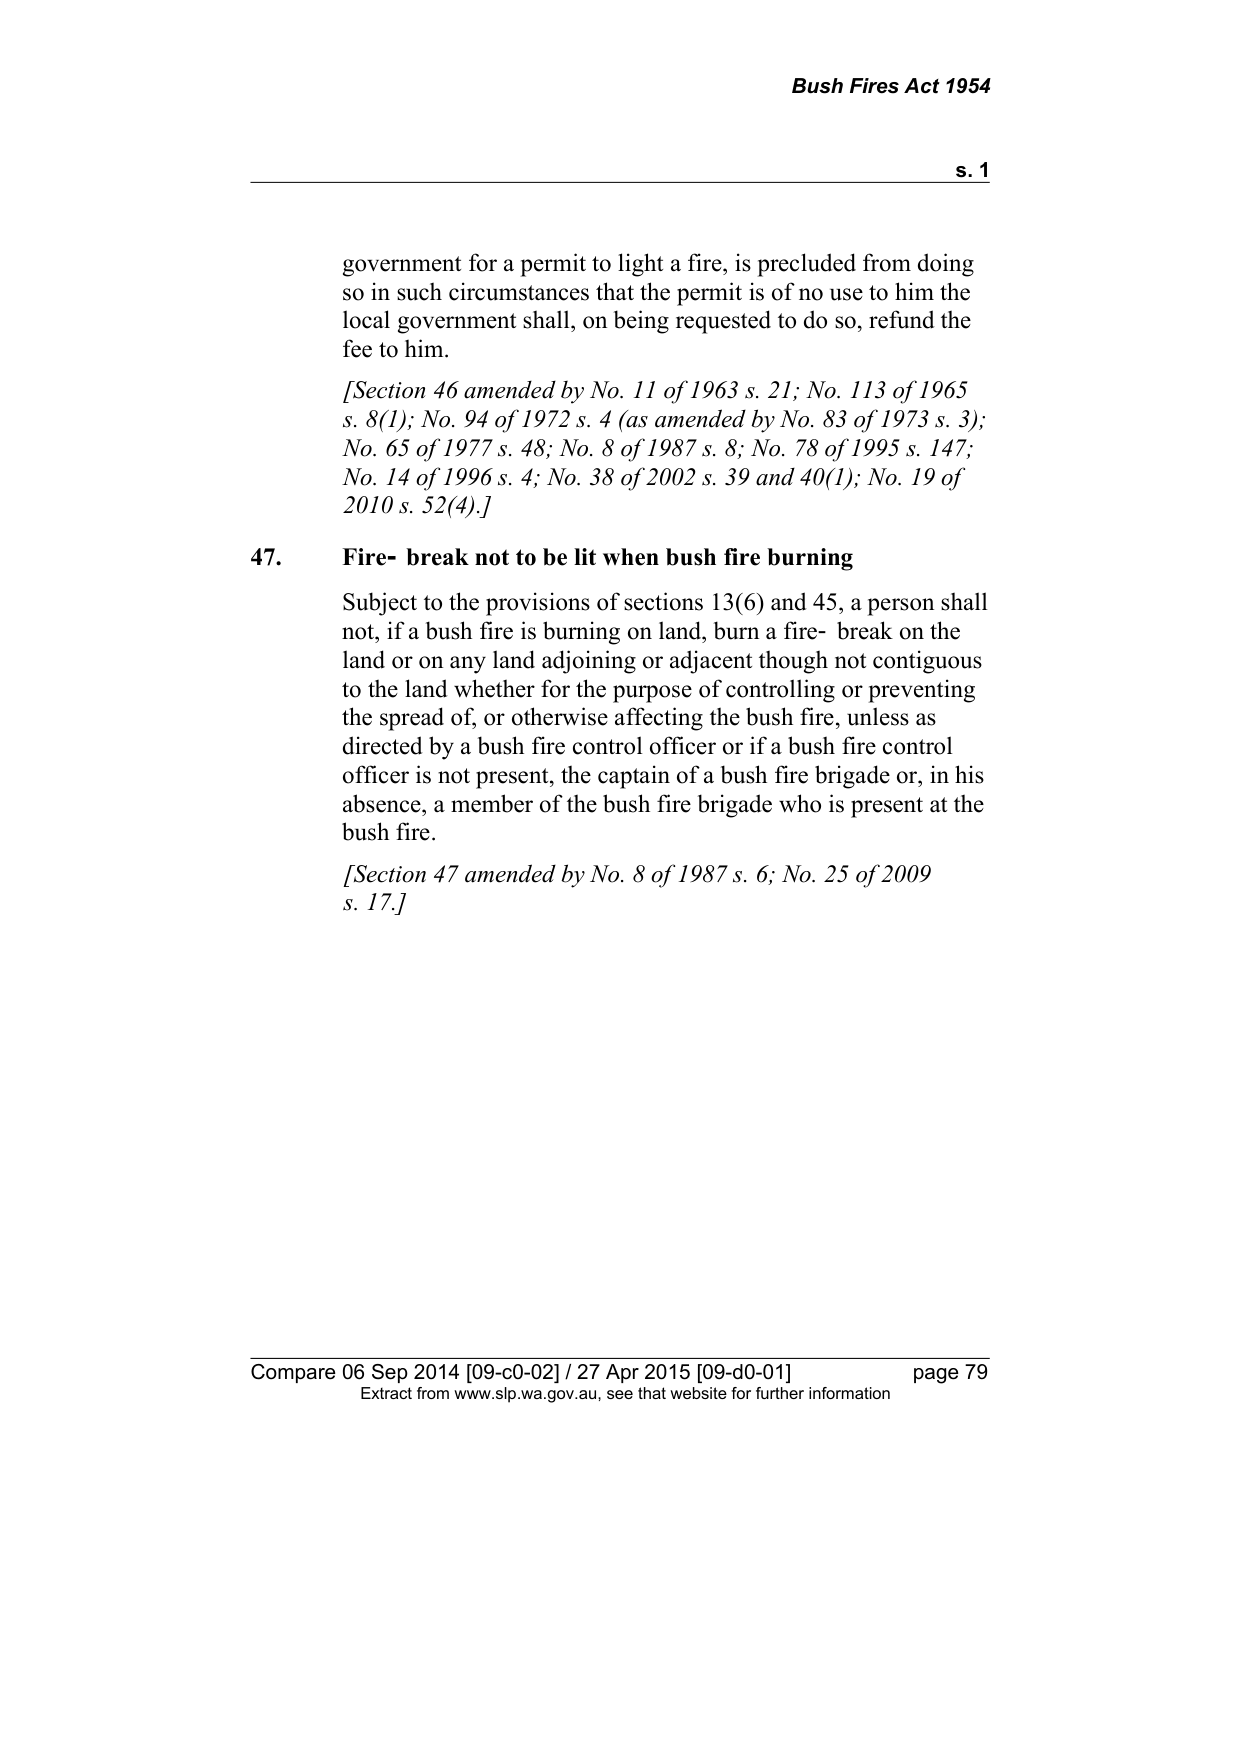 Bush Fires Act 1954
s. 1
government for a permit to light a fire, is precluded from doing
so in such circumstances that the permit is of no use to him the
local government shall, on being requested to do so, refund the
fee to him.
[Section 46 amended by No. 11 of 1963 s. 21; No. 113 of 1965
s. 8(1); No. 94 of 1972 s. 4 (as amended by No. 83 of 1973 s. 3);
No. 65 of 1977 s. 48; No. 8 of 1987 s. 8; No. 78 of 1995 s. 147;
No. 14 of 1996 s. 4; No. 38 of 2002 s. 39 and 40(1); No. 19 of
2010 s. 52(4).]
47. Fire- break not to be lit when bush fire burning
Subject to the provisions of sections 13(6) and 45, a person shall
not, if a bush fire is burning on land, burn a fire- break on the
land or on any land adjoining or adjacent though not contiguous
to the land whether for the purpose of controlling or preventing
the spread of, or otherwise affecting the bush fire, unless as
directed by a bush fire control officer or if a bush fire control
officer is not present, the captain of a bush fire brigade or, in his
absence, a member of the bush fire brigade who is present at the
bush fire.
[Section 47 amended by No. 8 of 1987 s. 6; No. 25 of 2009
s. 17.]
Compare 06 Sep 2014 [09-c0-02] / 27 Apr 2015 [09-d0-01] page 79
Extract from www.slp.wa.gov.au, see that website for further information